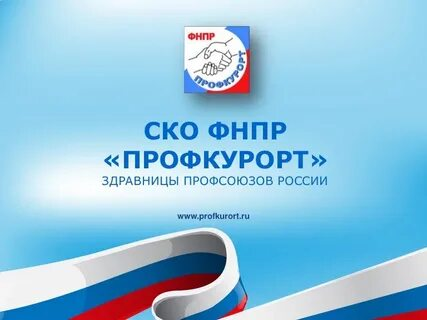 ФНПР
ПРОФКУРОРТ
СКО ФНПР
«ПРОФКУРОРТ»
ЗДРАВНИЦЫ ПРОФСОЮЗОВ РОССИИ
www.profkurort.ru